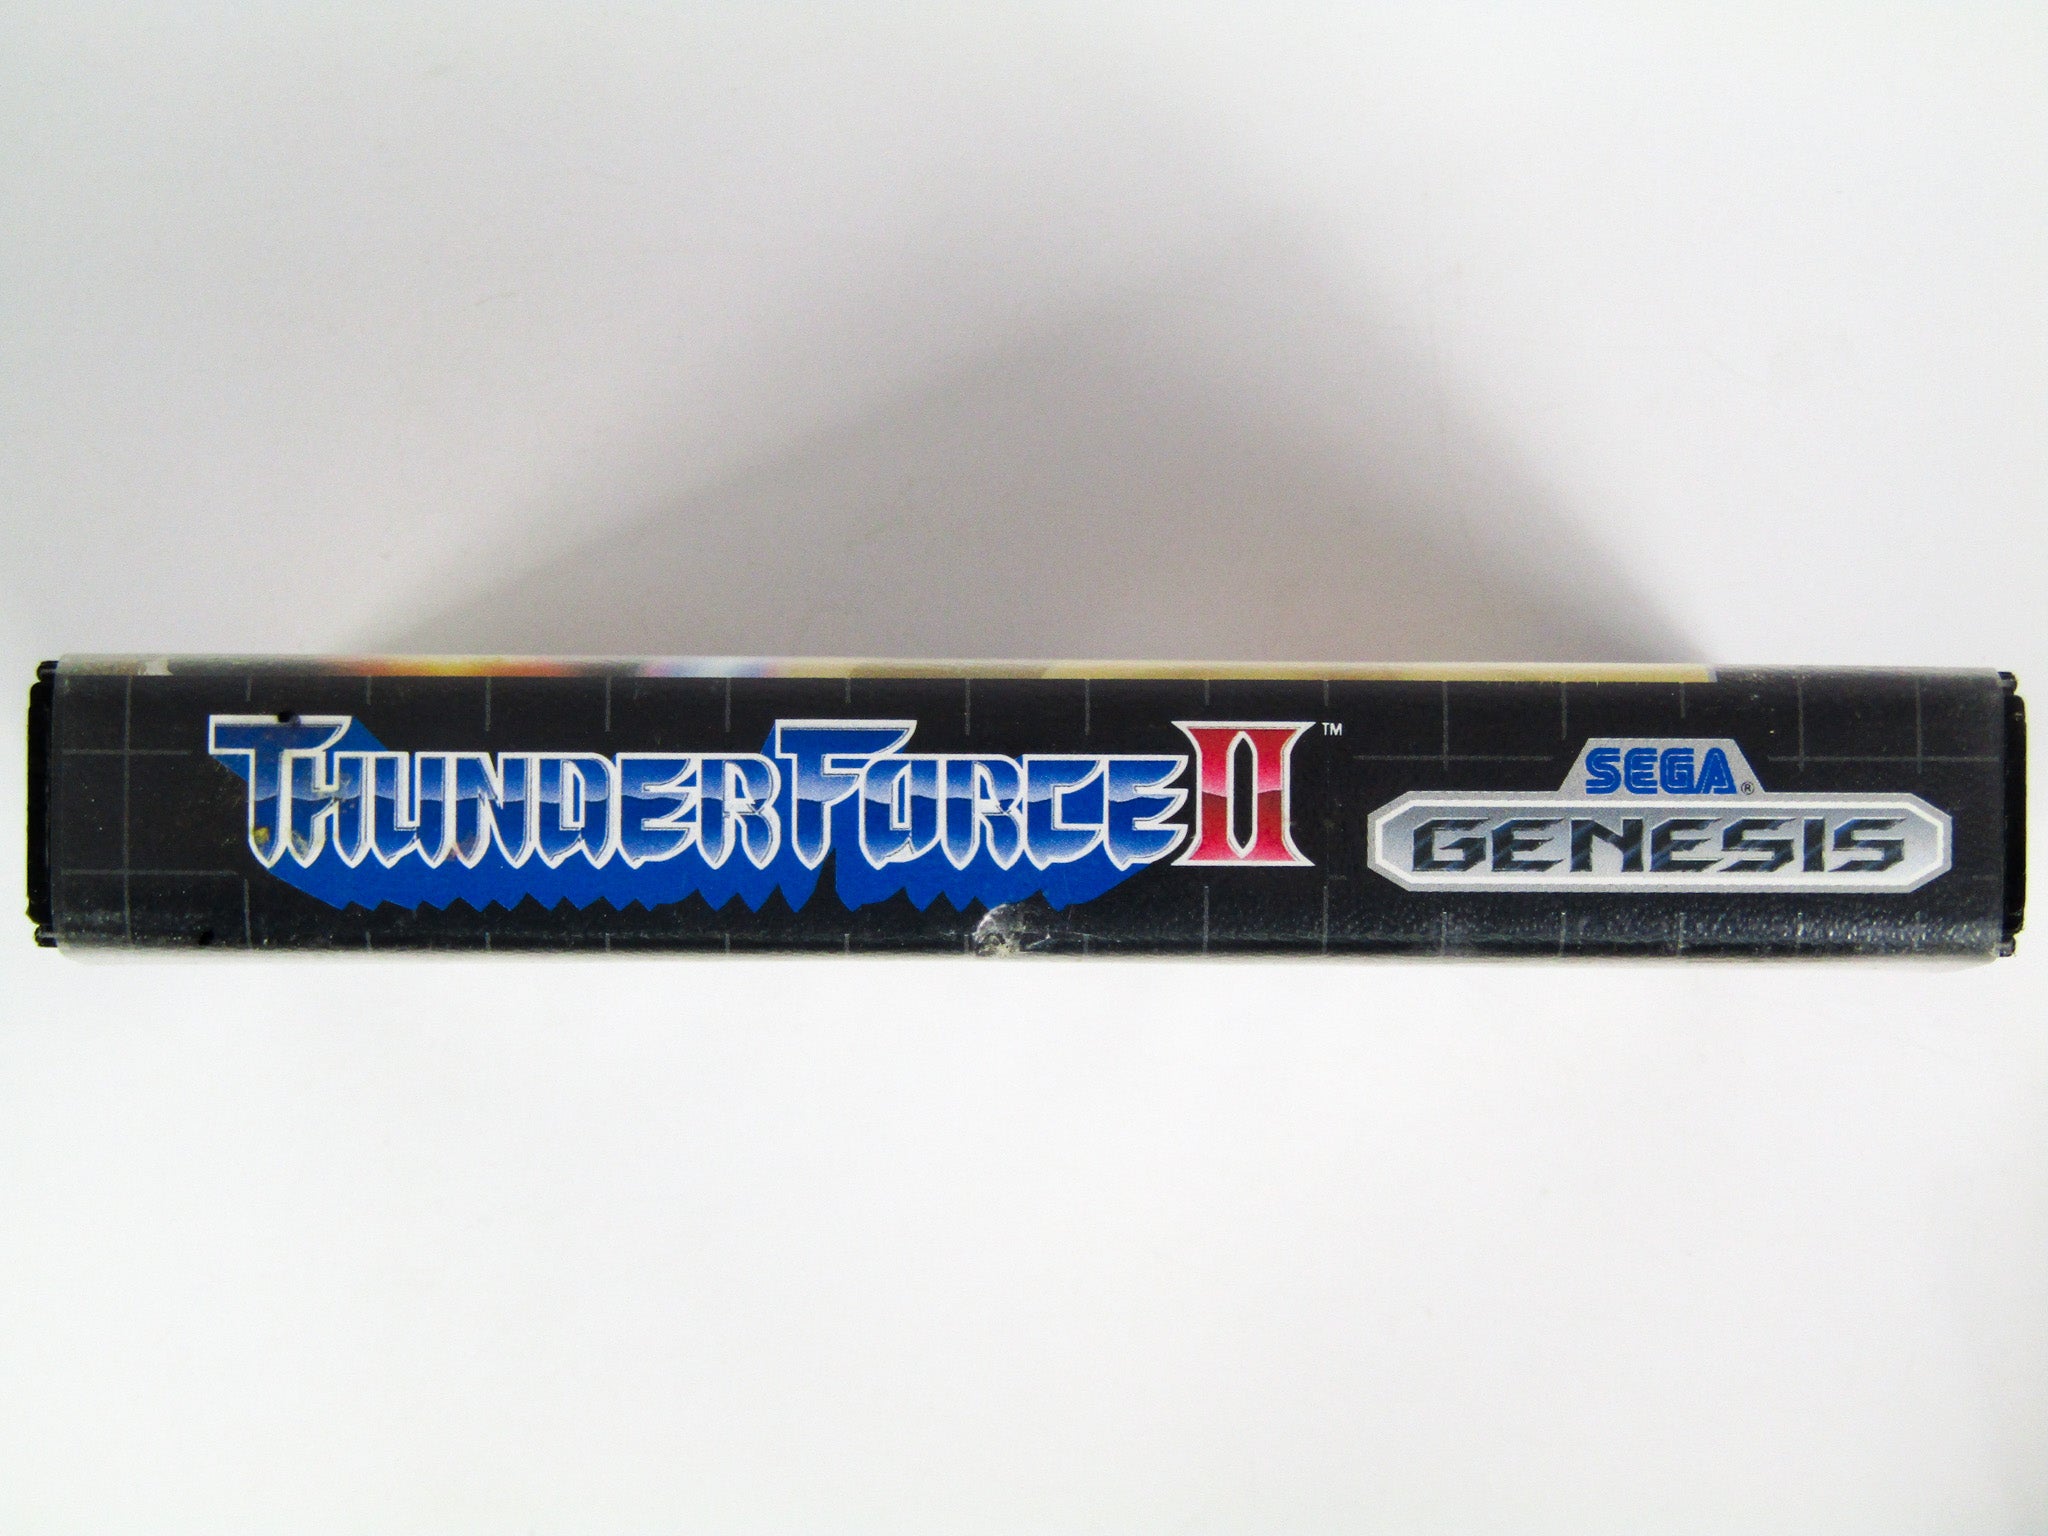 THUNDER FORCE II™
SEGA®
GENESIS